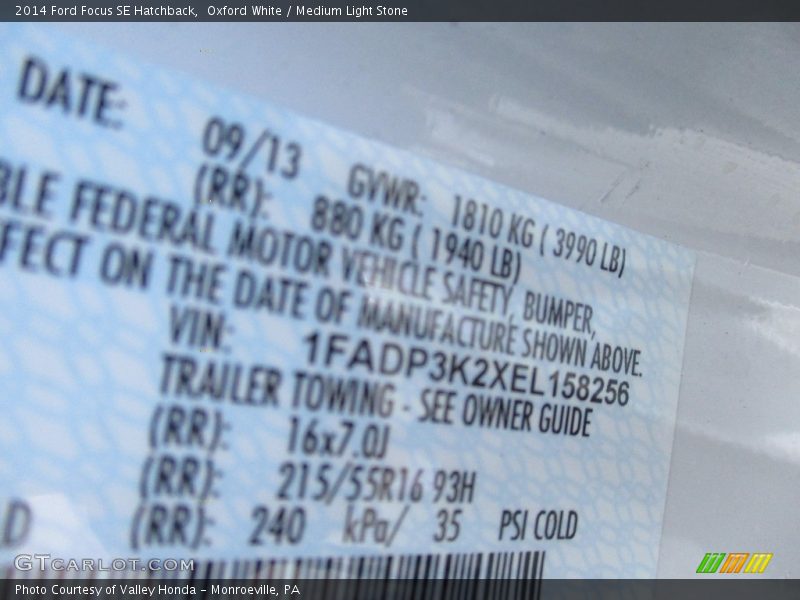 2014 Ford Focus SE Hatchback,  Oxford White / Medium Light Stone
DATE: 09/13 GVWR: 1810 KG ( 3990 LB)
(RR): 880 KG ( 1940 LB)
BLE FEDERAL MOTOR VEHICLE SAFETY, BUMPER,
FFECT ON THE DATE OF MANUFACTURE SHOWN ABOVE.
VIN: 1FADP3K2XEL158256
TRAILER TOWING - SEE OWNER GUIDE
(RR): 16x7.0J
(RR): 215/55R16 93H
D (RR): 240 kPa/ 35 PSI COLD
GTCARLOT.COM
Photo Courtesy of Valley Honda - Monroeville, PA